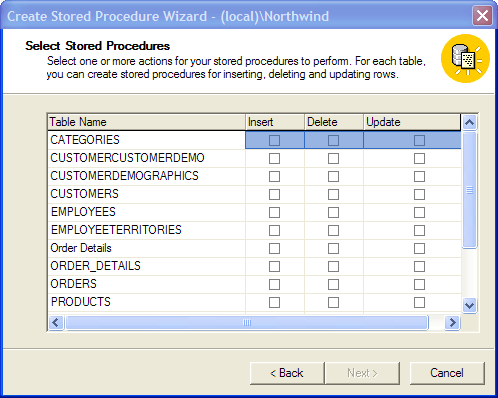 Create Stored Procedure Wizard - (local)\Northwind
Select Stored Procedures
Select one or more actions for your stored procedures to perform. For each table,
you can create stored procedures for inserting, deleting and updating rows.
Table Name Insert Delete Update
CATEGORIES
CUSTOMERCUSTOMERDEMO
CUSTOMERDEMOGRAPHICS
CUSTOMERS
EMPLOYEES
EMPLOYEETERRITORIES
Order Details
ORDER_DETAILS
ORDERS
PRODUCTS
< Back Next > Cancel